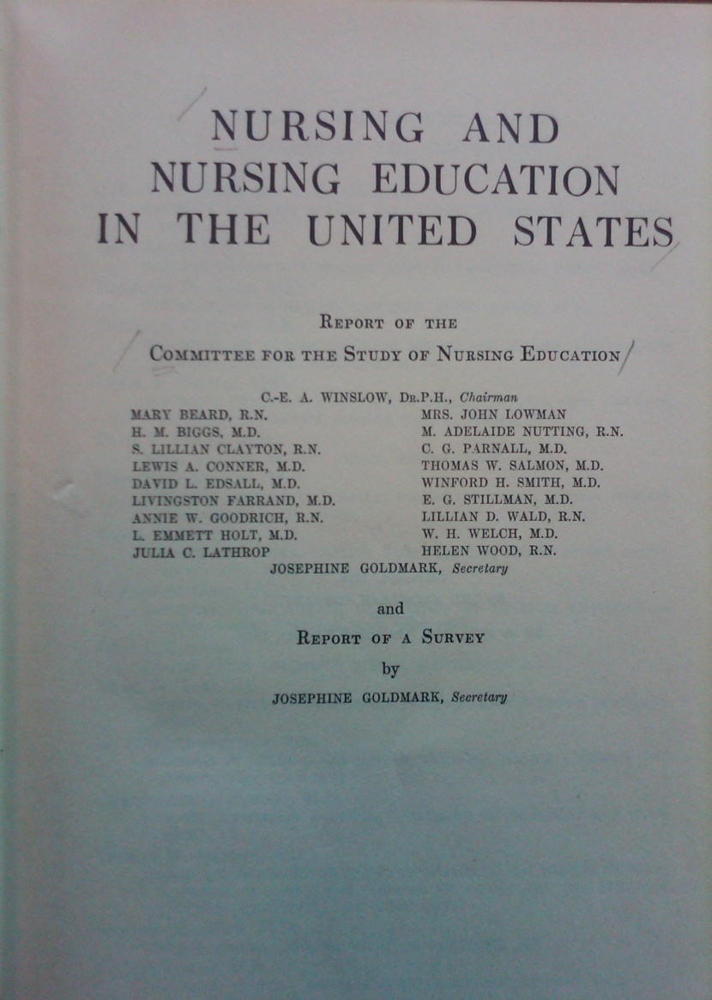 NURSING AND
NURSING EDUCATION
IN THE UNITED STATES
REPORT OF THE
COMMITTEE FOR THE STUDY OF NURSING EDUCATION
C.-E. A. WINSLOW, DR.P.H., Chairman
MARY BEARD, R.N.
H. M. BIGGS, M.D.
S. LILLIAN CLAYTON, R.N.
LEWIS A. CONNER, M.D.
DAVID L. EDSALL, M.D.
LIVINGSTON FARRAND, M.D.
ANNIE W. GOODRICH, R.N.
L. EMMETT HOLT, M.D.
JULIA C. LATHROP
MRS. JOHN LOWMAN
M. ADELAIDE NUTTING, R.N.
C. G. PARNALL, M.D.
THOMAS W. SALMON, M.D.
WINFORD H. SMITH, M.D.
E. G. STILLMAN, M.D.
LILLIAN D. WALD, R.N.
W. H. WELCH, M.D.
HELEN WOOD, R.N.
JOSEPHINE GOLDMARK, Secretary
and
REPORT OF A SURVEY
by
JOSEPHINE GOLDMARK, Secretary